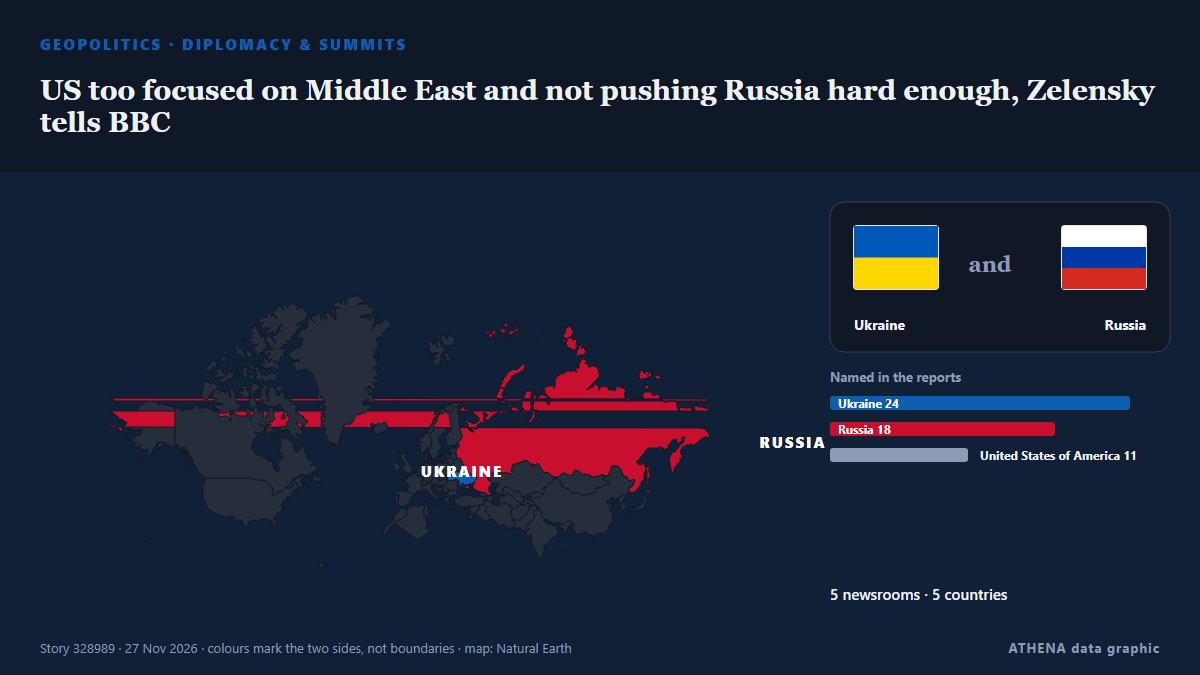 GEOPOLITICS · DIPLOMACY & SUMMITS
US too focused on Middle East and not pushing Russia hard enough, Zelensky
tells BBC
and
Ukraine
Russia
Named in the reports
Ukraine 24
Russia 18
United States of America 11
RUSSIA
UKRAINE
5 newsrooms · 5 countries
Story 328989 · 27 Nov 2026 · colours mark the two sides, not boundaries · map: Natural Earth
ATHENA data graphic